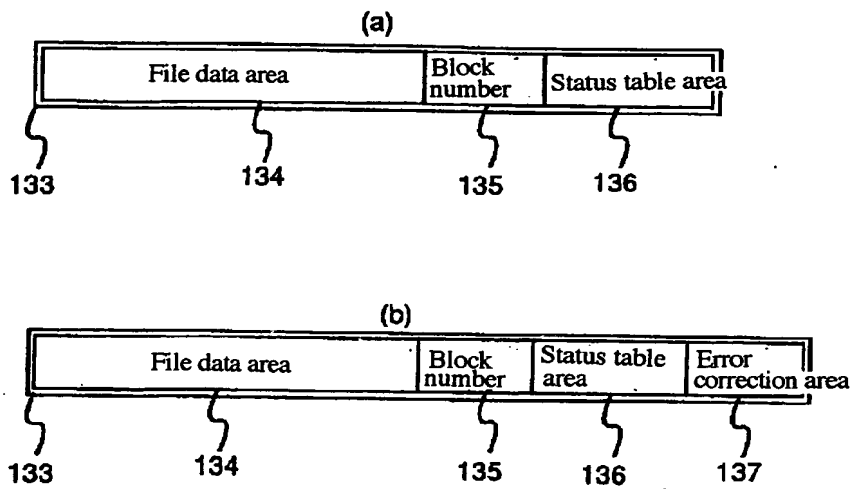 (a)
File data area
Block number
Status table area
133
134
135
136
(b)
File data area
Block number
Status table area
Error correction area
133
134
135
136
137